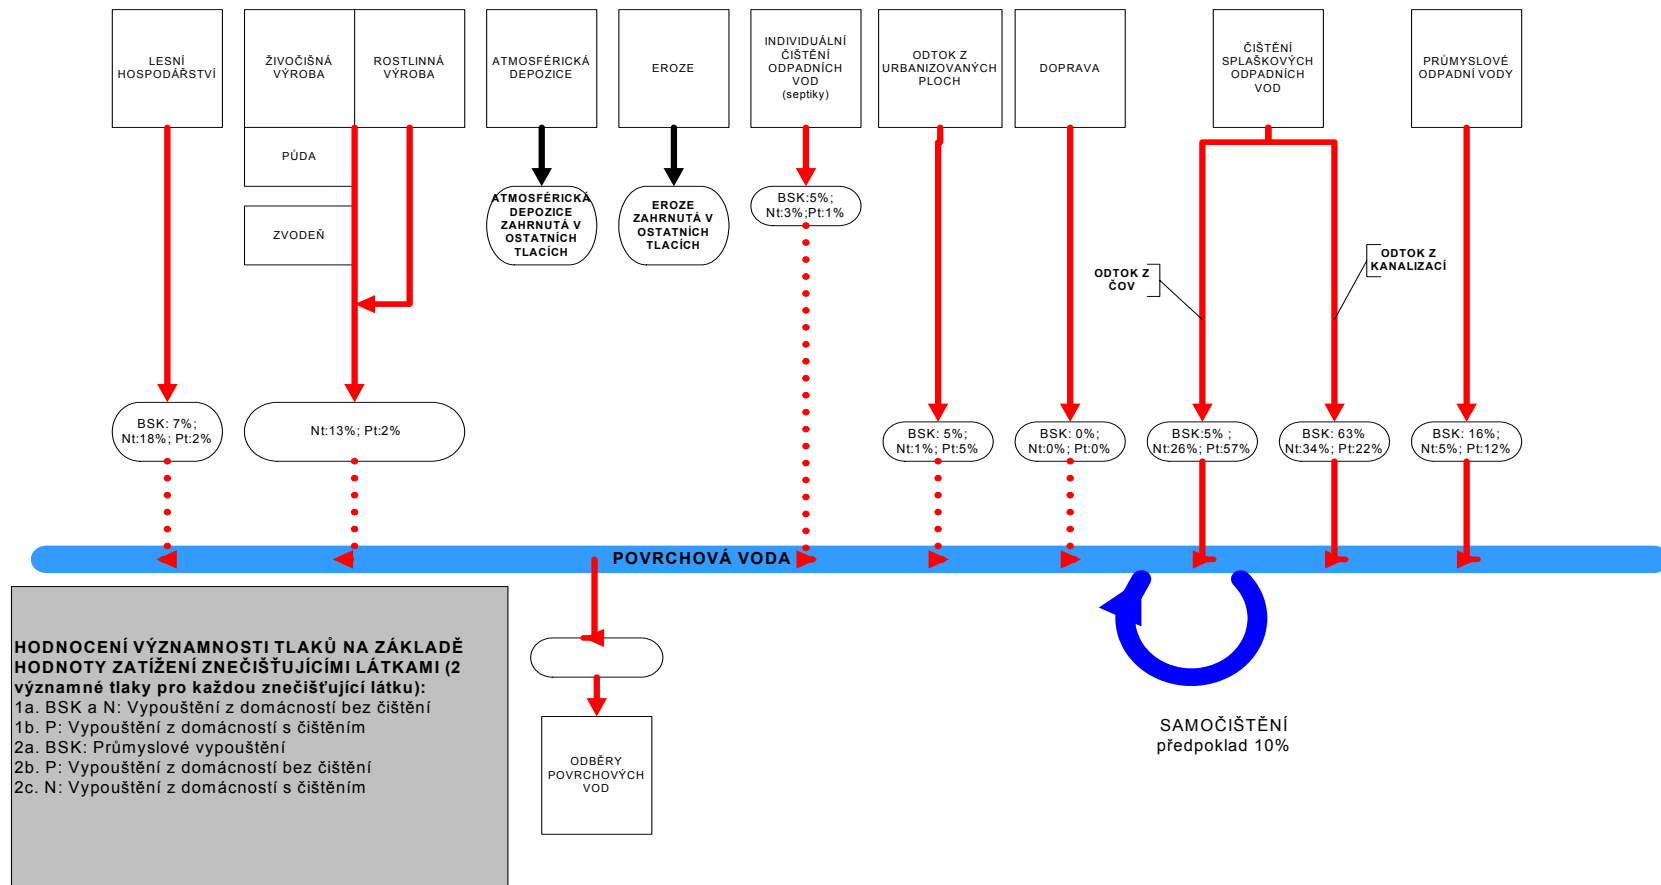 LESNÍ
HOSPODÁŘSTVÍ
ŽIVOČIŠNÁ
VÝROBA
ROSTLINNÁ
VÝROBA
ATMOSFÉRICKÁ
DEPOZICE
EROZE
INDIVIDUÁLNÍ
ČIŠTĚNÍ
ODPADNÍCH
VOD
(septiky)
ODTOK Z
URBANIZOVANÝCH
PLOCH
DOPRAVA
ČIŠTĚNÍ
SPLAŠKOVÝCH
ODPADNÍCH
VOD
PRŮMYSLOVÉ
ODPADNÍ VODY
PŮDA
ZVODEŇ
ATMOSFÉRICKÁ
DEPOZICE
ZAHRNUTÁ V
OSTATNÍCH
TLACÍCH
EROZE
ZAHRNUTÁ V
OSTATNÍCH
TLACÍCH
BSK:5%;
Nt:3%;Pt:1%
ODTOK Z
ČOV
ODTOK Z
KANALIZACÍ
BSK: 7%;
Nt:18%; Pt:2%
Nt:13%; Pt:2%
BSK: 5%;
Nt:1%; Pt:5%
BSK: 0%;
Nt:0%; Pt:0%
BSK:5% ;
Nt:26%; Pt:57%
BSK: 63%
Nt:34%; Pt:22%
BSK: 16%;
Nt:5%; Pt:12%
POVRCHOVÁ VODA
HODNOCENÍ VÝZNAMNOSTI TLAKŮ NA ZÁKLADĚ
HODNOTY ZATÍŽENÍ ZNEČIŠŤUJÍCÍMI LÁTKAMI (2
významné tlaky pro každou znečišťující látku):
1a. BSK a N: Vypouštění z domácností bez čištění
1b. P: Vypouštění z domácností s čištěním
2a. BSK: Průmyslové vypouštění
2b. P: Vypouštění z domácností bez čištění
2c. N: Vypouštění z domácností s čištěním
ODBĚRY
POVRCHOVÝCH
VOD
SAMOČIŠTĚNÍ
předpoklad 10%